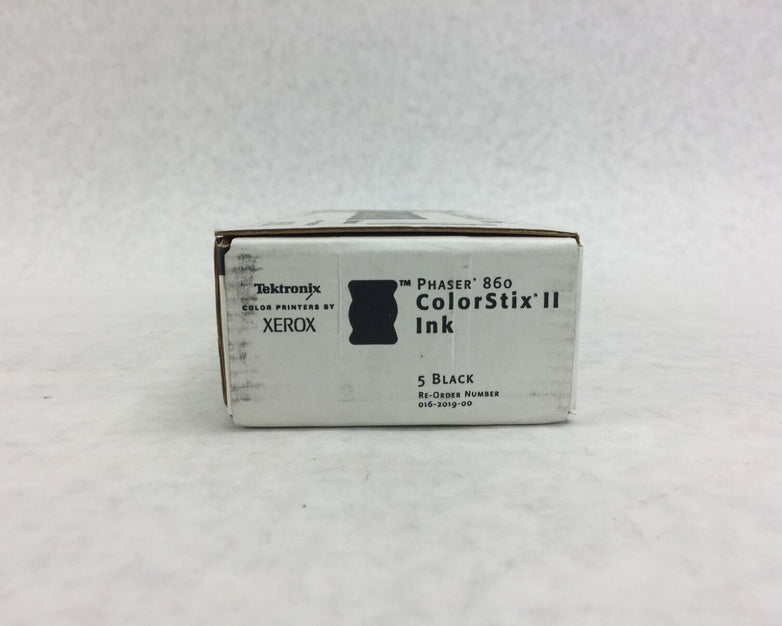 Tektronix
COLOR PRINTERS BY
XEROX
™ PHASER® 860
ColorStix® II
Ink
5 BLACK
RE-ORDER NUMBER
016-2019-00